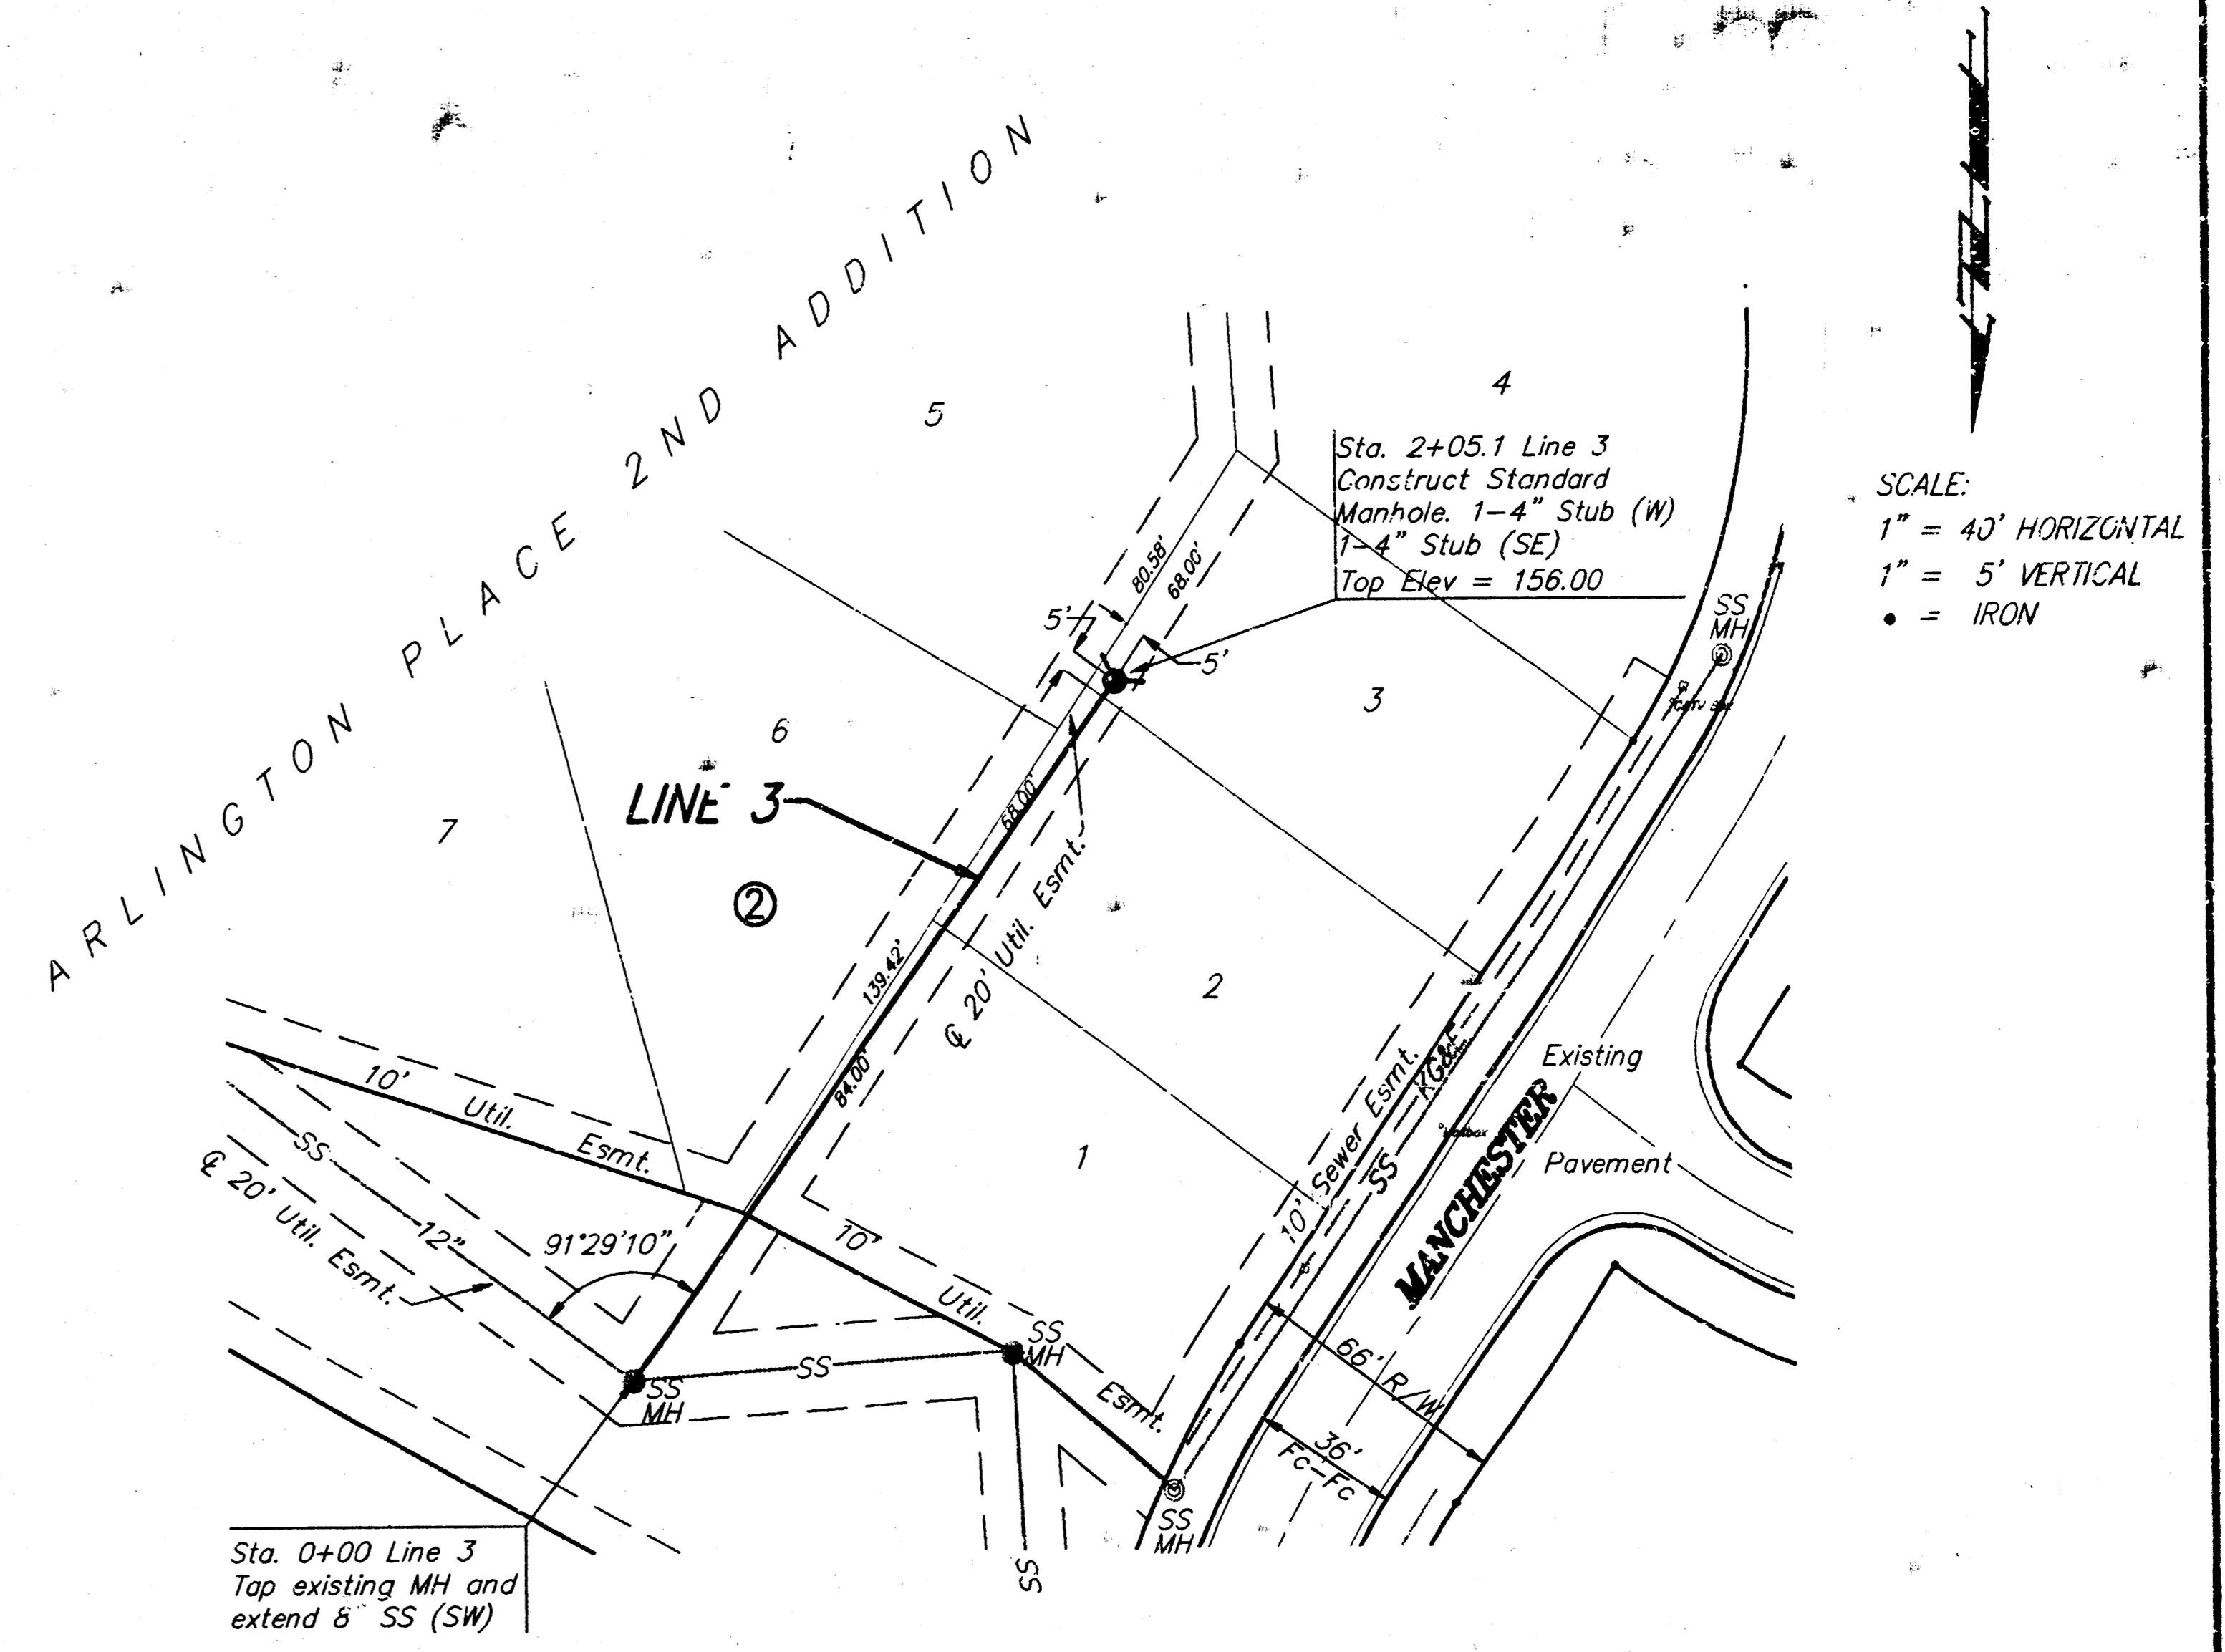 ARLINGTON PLACE 2ND ADDITION
5
4
Sta. 2+05.1 Line 3
Construct Standard
Manhole. 1-4" Stub (W)
1-4" Stub (SE)
Top Elev = 156.00
SCALE:
1" = 40' HORIZONTAL
1" = 5' VERTICAL
• = IRON
SS
MH
80.58'
68.00'
5'
5'
3
6
LINE 3
7
68.00'
2
139.42'
℄ 20' Util. Esmt.
2
84.00'
10' Util. Esmt.
SS
12"
℄ 20' Util. Esmt.
91°29'10"
1
10' Util. Esmt.
10' Sewer Esmt.
SS
KG&E
MANCHESTER
Existing
Pavement
SS
MH
SS
SS
MH
66' R/W
36'
Fc-Fc
SS
MH
SS
Sta. 0+00 Line 3
Tap existing MH and
extend 8" SS (SW)